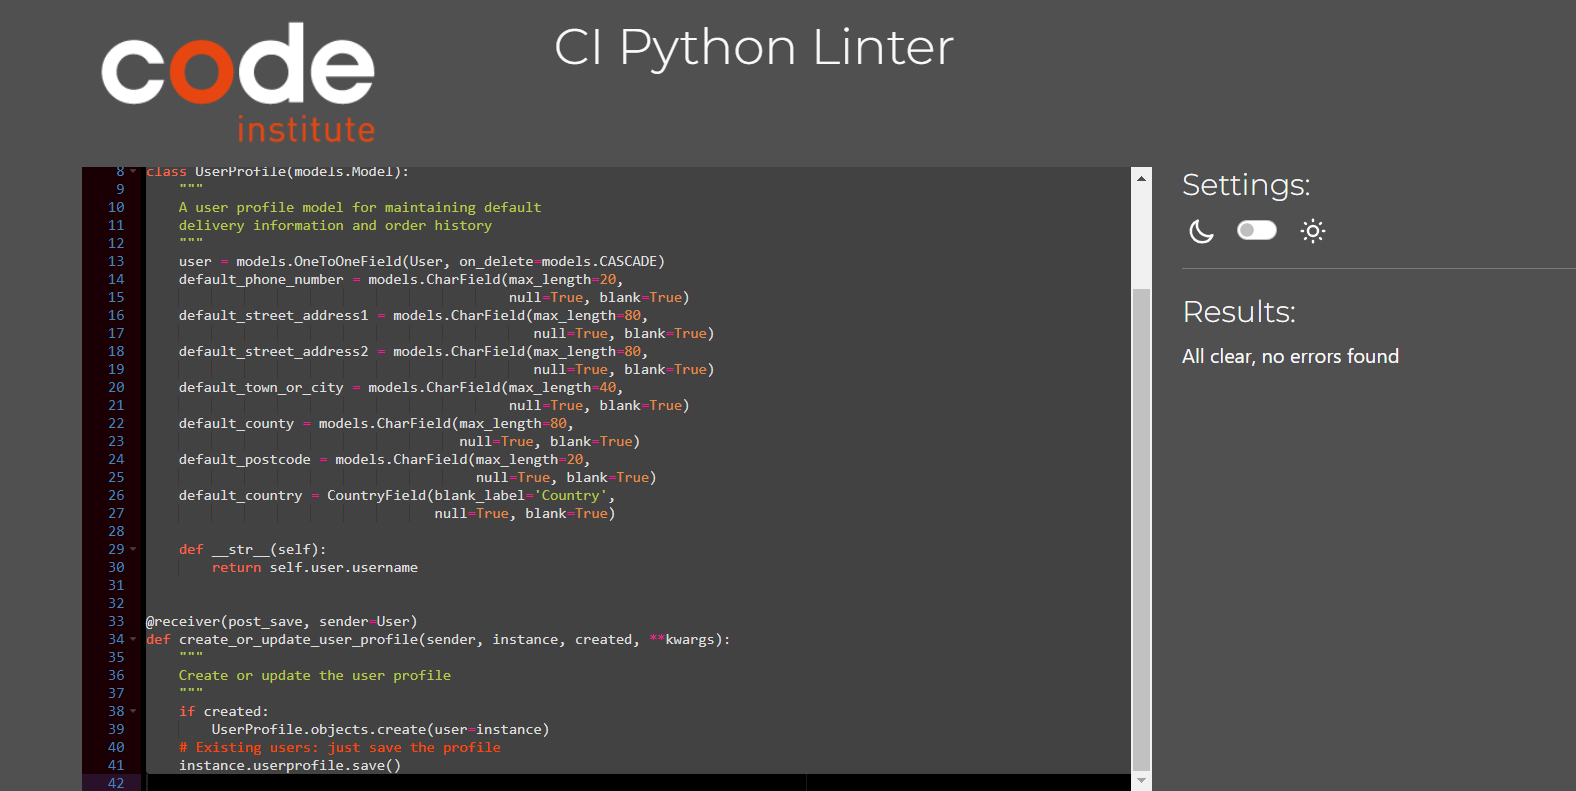 code
institute
CI Python Linter
8 class UserProfile(models.Model):
9     """
10     A user profile model for maintaining default
11     delivery information and order history
12     """
13     user = models.OneToOneField(User, on_delete=models.CASCADE)
14     default_phone_number = models.CharField(max_length=20,
15                                             null=True, blank=True)
16     default_street_address1 = models.CharField(max_length=80,
17                                                null=True, blank=True)
18     default_street_address2 = models.CharField(max_length=80,
19                                                null=True, blank=True)
20     default_town_or_city = models.CharField(max_length=40,
21                                             null=True, blank=True)
22     default_county = models.CharField(max_length=80,
23                                       null=True, blank=True)
24     default_postcode = models.CharField(max_length=20,
25                                         null=True, blank=True)
26     default_country = CountryField(blank_label='Country',
27                                    null=True, blank=True)
28
29     def __str__(self):
30         return self.user.username
31
32
33 @receiver(post_save, sender=User)
34 def create_or_update_user_profile(sender, instance, created, **kwargs):
35     """
36     Create or update the user profile
37     """
38     if created:
39         UserProfile.objects.create(user=instance)
40     # Existing users: just save the profile
41     instance.userprofile.save()
42
Settings:
Results:
All clear, no errors found